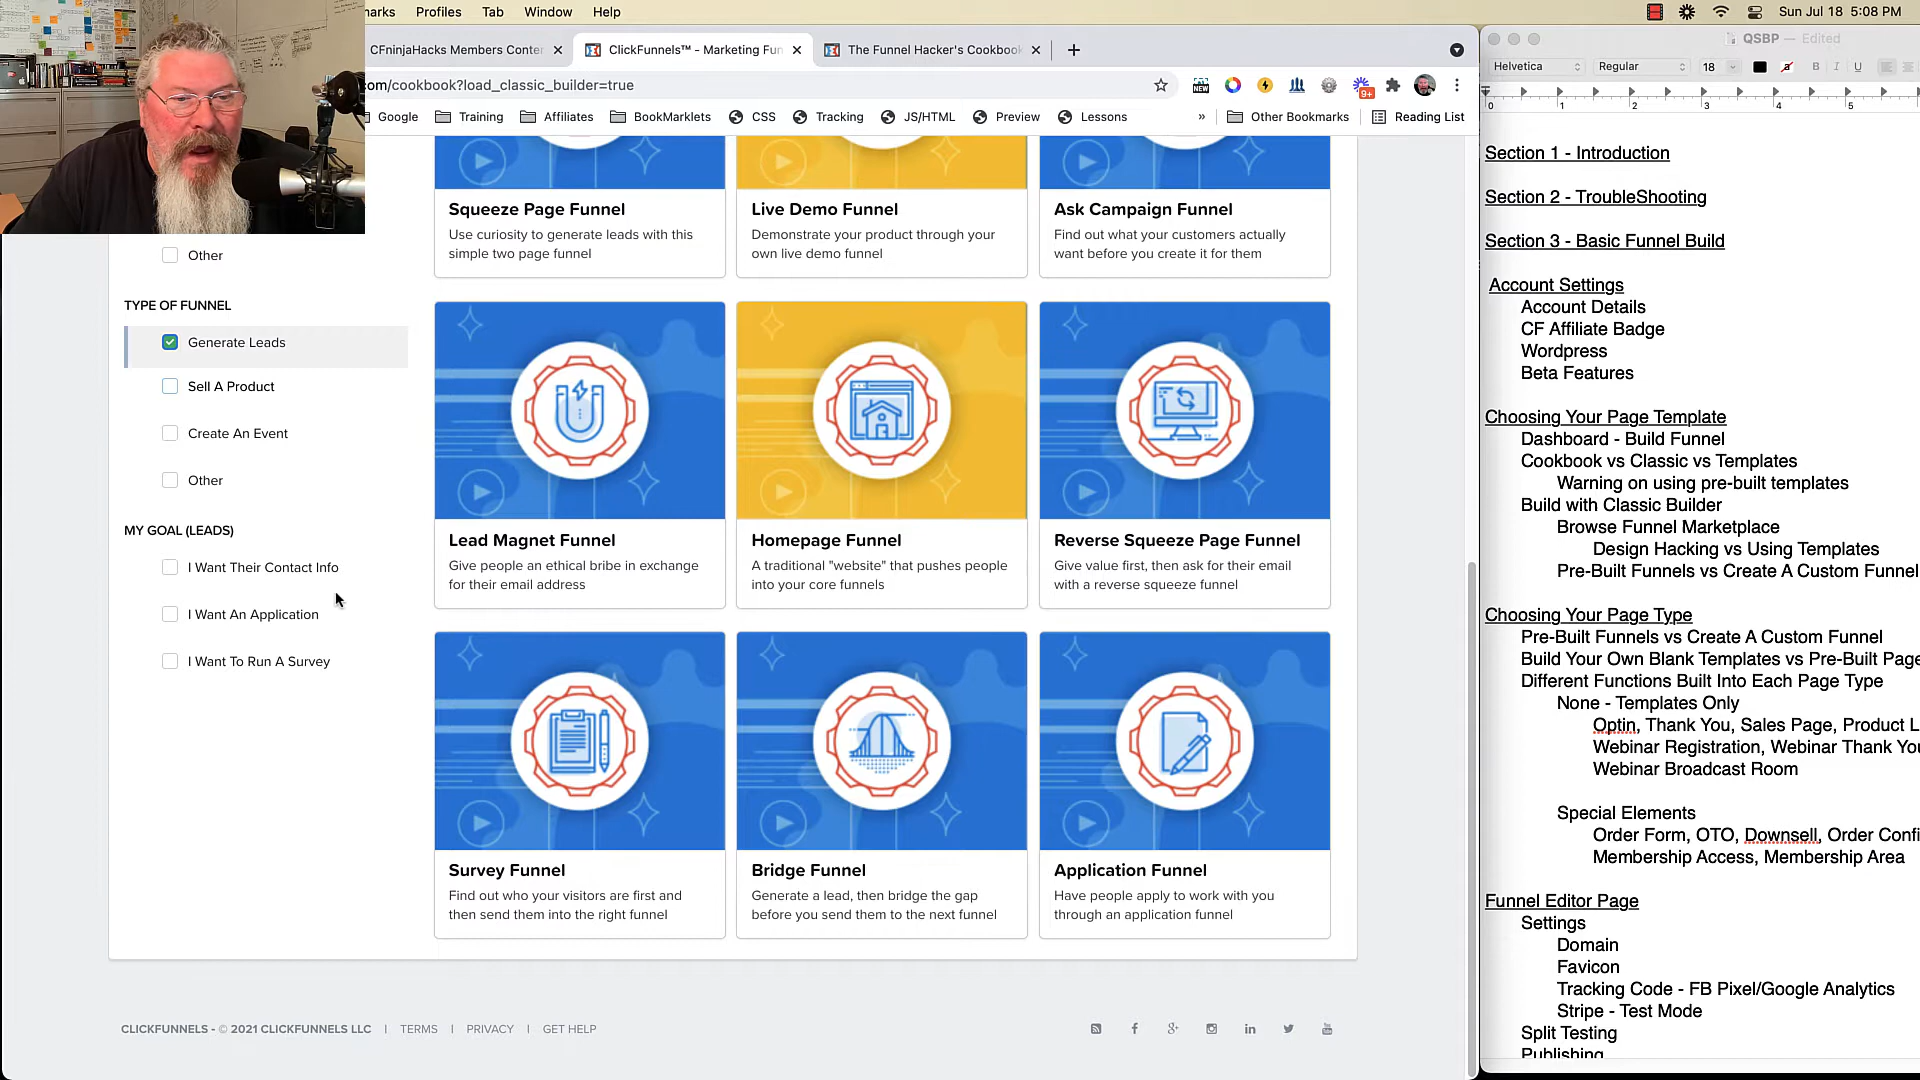 marks
Profiles
Tab
Window
Help
Sun Jul 18 5:08 PM
CFninjaHacks Members Conten
ClickFunnels™ - Marketing Fun
The Funnel Hacker's Cookbook
com/cookbook?load_classic_builder=true
NEW
9+
Google
Training
Affiliates
BookMarklets
CSS
Tracking
JS/HTML
Preview
Lessons
»
Other Bookmarks
Reading List
Other
TYPE OF FUNNEL
Generate Leads
Sell A Product
Create An Event
Other
MY GOAL (LEADS)
I Want Their Contact Info
I Want An Application
I Want To Run A Survey
Squeeze Page Funnel
Use curiosity to generate leads with this
simple two page funnel
Live Demo Funnel
Demonstrate your product through your
own live demo funnel
Ask Campaign Funnel
Find out what your customers actually
want before you create it for them
Lead Magnet Funnel
Give people an ethical bribe in exchange
for their email address
Homepage Funnel
A traditional "website" that pushes people
into your core funnels
Reverse Squeeze Page Funnel
Give value first, then ask for their email
with a reverse squeeze funnel
Survey Funnel
Find out who your visitors are first and
then send them into the right funnel
Bridge Funnel
Generate a lead, then bridge the gap
before you send them to the next funnel
Application Funnel
Have people apply to work with you
through an application funnel
CLICKFUNNELS - © 2021 CLICKFUNNELS LLC | TERMS | PRIVACY | GET HELP
QSBP — Edited
Helvetica
Regular
18
B I U
0 1 2 3 4 5
Section 1 - Introduction
Section 2 - TroubleShooting
Section 3 - Basic Funnel Build
Account Settings
Account Details
CF Affiliate Badge
Wordpress
Beta Features
Choosing Your Page Template
Dashboard - Build Funnel
Cookbook vs Classic vs Templates
Warning on using pre-built templates
Build with Classic Builder
Browse Funnel Marketplace
Design Hacking vs Using Templates
Pre-Built Funnels vs Create A Custom Funnel
Choosing Your Page Type
Pre-Built Funnels vs Create A Custom Funnel
Build Your Own Blank Templates vs Pre-Built Page
Different Functions Built Into Each Page Type
None - Templates Only
Optin, Thank You, Sales Page, Product L
Webinar Registration, Webinar Thank You
Webinar Broadcast Room
Special Elements
Order Form, OTO, Downsell, Order Confi
Membership Access, Membership Area
Funnel Editor Page
Settings
Domain
Favicon
Tracking Code - FB Pixel/Google Analytics
Stripe - Test Mode
Split Testing
Publishing